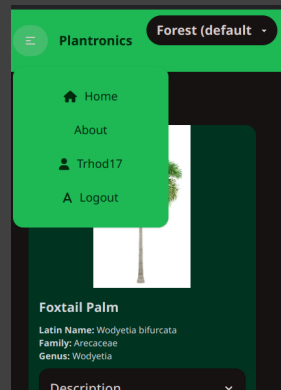 Plantronics
Forest (default
Home
About
Trhod17
Logout
Foxtail Palm
Latin Name: Wodyetia bifurcata
Family: Arecaceae
Genus: Wodyetia
Description